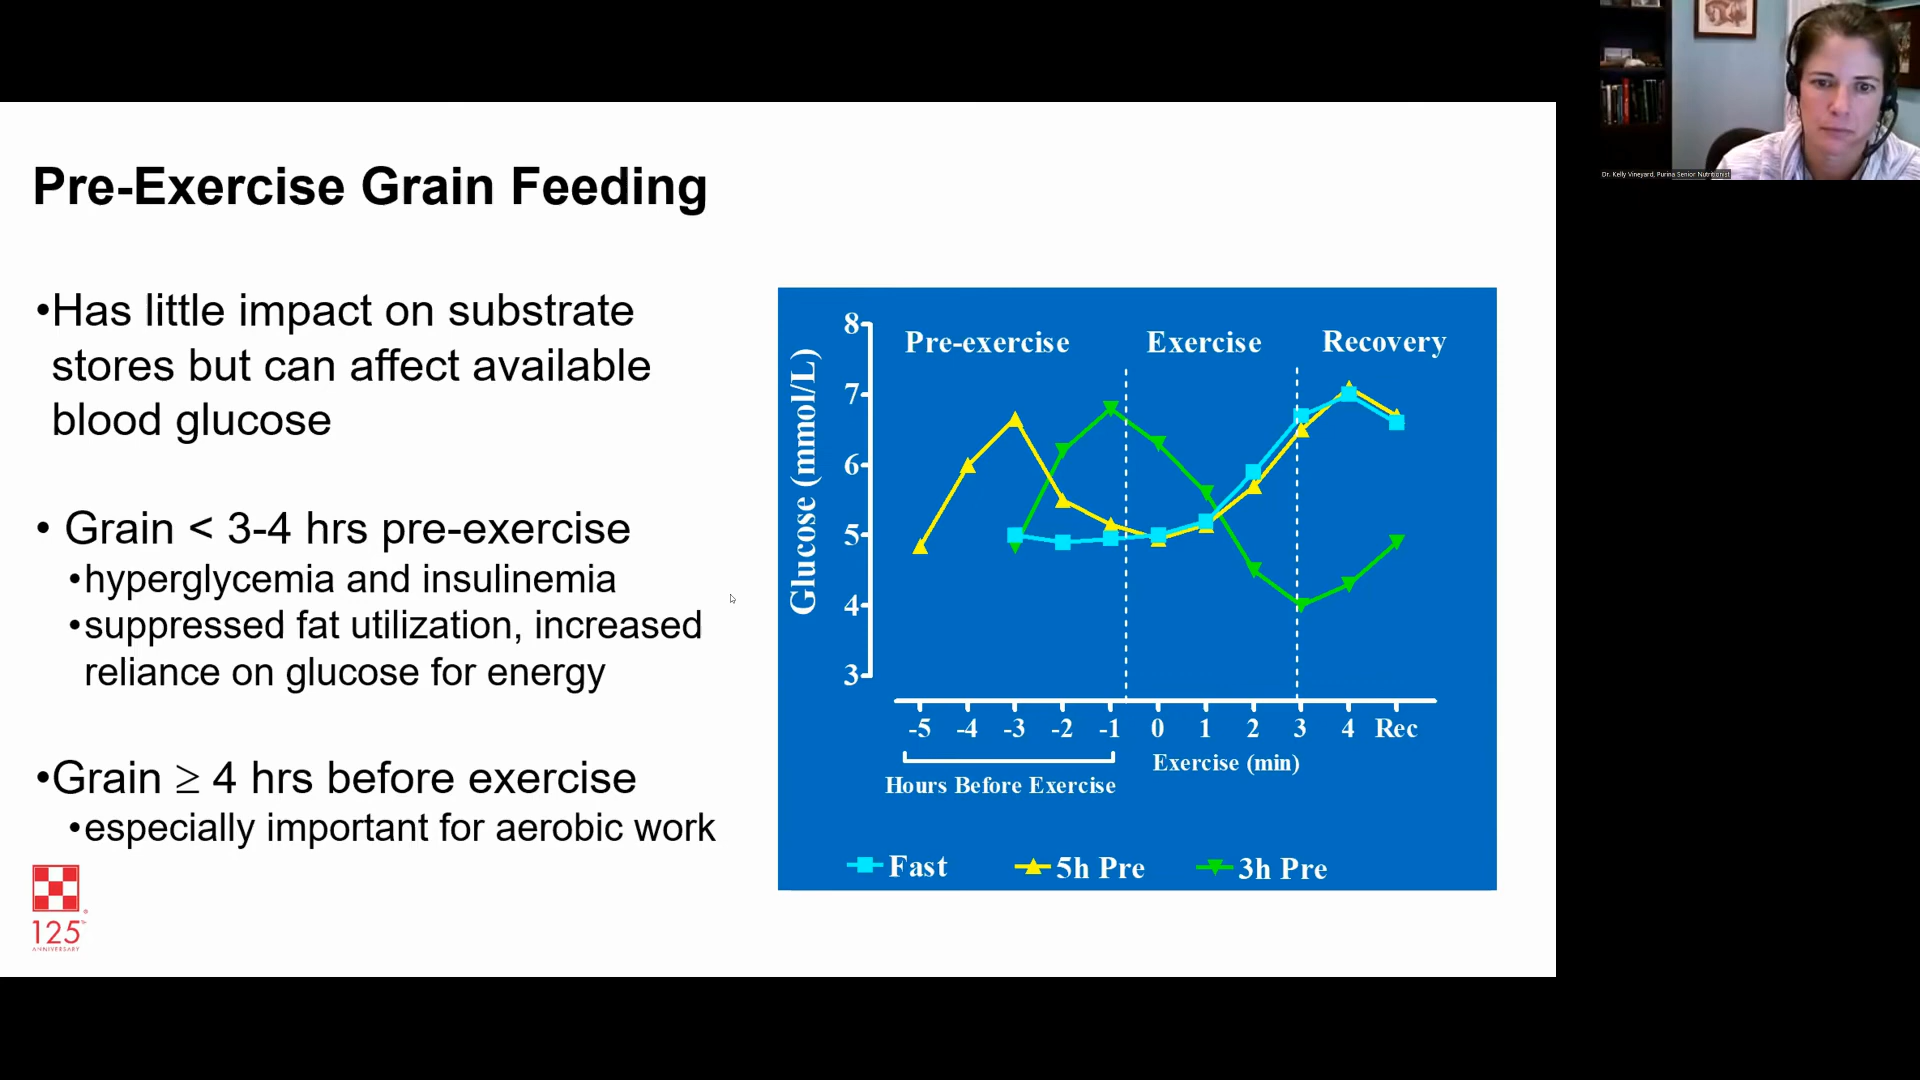 Dr. Kelly Vineyard, Purina Senior Nutritionist
Pre-Exercise Grain Feeding
•Has little impact on substrate
stores but can affect available
blood glucose
• Grain < 3-4 hrs pre-exercise
•hyperglycemia and insulinemia
•suppressed fat utilization, increased
reliance on glucose for energy
•Grain ≥ 4 hrs before exercise
•especially important for aerobic work
125
ANNIVERSARY
Pre-exercise Exercise Recovery
Glucose (mmol/L)
8
7
6
5
4
3
-5 -4 -3 -2 -1 0 1 2 3 4 Rec
Exercise (min)
Hours Before Exercise
Fast 5h Pre 3h Pre